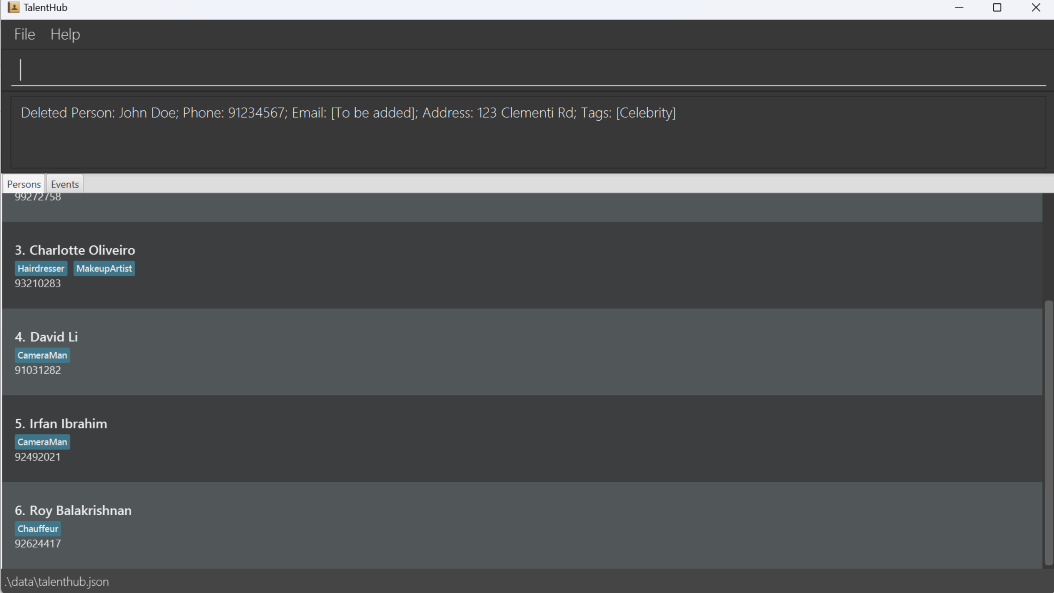 TalentHub
File Help
Deleted Person: John Doe; Phone: 91234567; Email: [To be added]; Address: 123 Clementi Rd; Tags: [Celebrity]
Persons Events
99272758
3. Charlotte Oliveiro
Hairdresser MakeupArtist
93210283
4. David Li
CameraMan
91031282
5. Irfan Ibrahim
CameraMan
92492021
6. Roy Balakrishnan
Chauffeur
92624417
.\data\talenthub.json